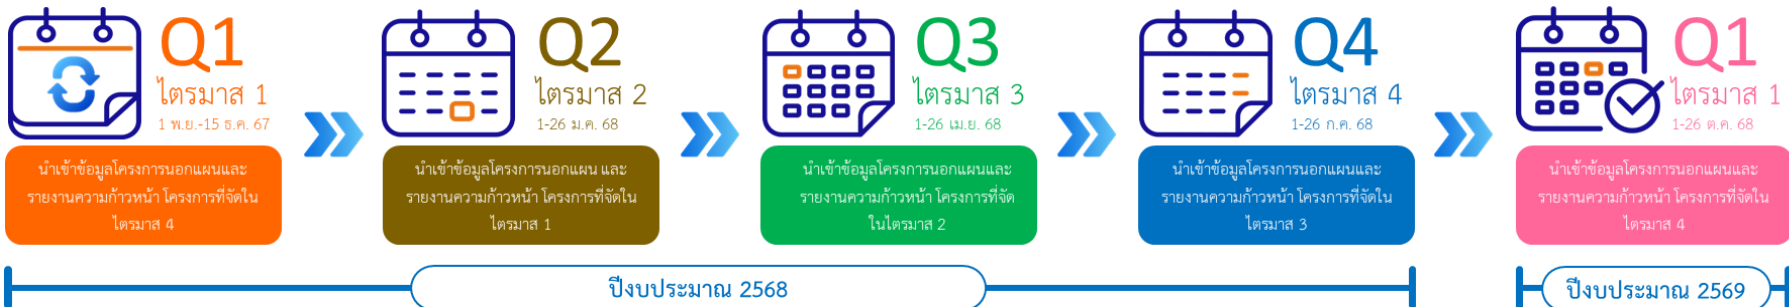 Q1
ไตรมาส 1
1 พ.ย.-15 ธ.ค. 67
นำเข้าข้อมูลโครงการนอกแผนและ
รายงานความก้าวหน้า โครงการที่จัดใน
ไตรมาส 4
Q2
ไตรมาส 2
1-26 ม.ค. 68
นำเข้าข้อมูลโครงการนอกแผน และ
รายงานความก้าวหน้า โครงการที่จัดใน
ไตรมาส 1
Q3
ไตรมาส 3
1-26 เม.ย. 68
นำเข้าข้อมูลโครงการนอกแผนและ
รายงานความก้าวหน้า โครงการที่จัด
ในไตรมาส 2
Q4
ไตรมาส 4
1-26 ก.ค. 68
นำเข้าข้อมูลโครงการนอกแผนและ
รายงานความก้าวหน้า โครงการที่จัดใน
ไตรมาส 3
Q1
ไตรมาส 1
1-26 ต.ค. 68
นำเข้าข้อมูลโครงการนอกแผนและ
รายงานความก้าวหน้า โครงการที่จัดใน
ไตรมาส 4
ปีงบประมาณ 2568
ปีงบประมาณ 2569